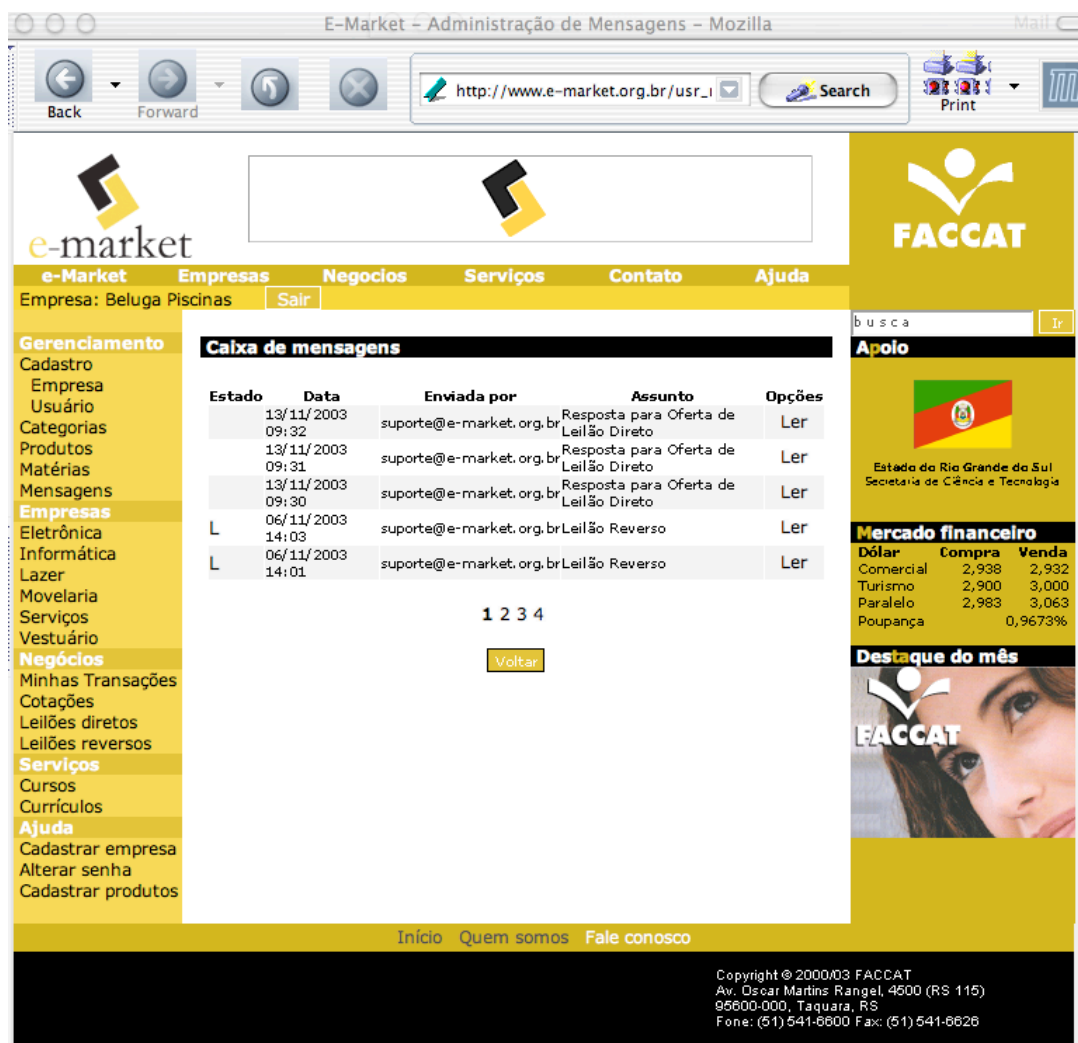 E-Market – Administração de Mensagens – Mozilla
Mail
Back
Forward
http://www.e-market.org.br/usr_
Search
Print
e-market
FACCAT
e-Market Empresas Negocios Serviços Contato Ajuda
Empresa: Beluga Piscinas Sair
busca Ir
Gerenciamento
Cadastro
Empresa
Usuário
Categorias
Produtos
Matérias
Mensagens
Empresas
Eletrônica
Informática
Lazer
Movelaria
Serviços
Vestuário
Negócios
Minhas Transações
Cotações
Leilões diretos
Leilões reversos
Serviços
Cursos
Currículos
Ajuda
Cadastrar empresa
Alterar senha
Cadastrar produtos
Caixa de mensagens
Estado Data Enviada por Assunto Opções
13/11/2003 09:32 suporte@e-market.org.br Resposta para Oferta de Leilão Direto Ler
13/11/2003 09:31 suporte@e-market.org.br Resposta para Oferta de Leilão Direto Ler
13/11/2003 09:30 suporte@e-market.org.br Resposta para Oferta de Leilão Direto Ler
L 06/11/2003 14:03 suporte@e-market.org.br Leilão Reverso Ler
L 06/11/2003 14:01 suporte@e-market.org.br Leilão Reverso Ler
1 2 3 4
Voltar
Apoio
Estado do Rio Grande do Sul
Secretaria de Ciência e Tecnologia
Mercado financeiro
Dólar Compra Venda
Comercial 2,938 2,932
Turismo 2,900 3,000
Paralelo 2,983 3,063
Poupança 0,9673%
Destaque do mês
FACCAT
Início Quem somos Fale conosco
Copyright © 2000/03 FACCAT
Av. Oscar Martins Rangel, 4500 (RS 115)
95600-000, Taquara, RS
Fone: (51) 541-6600 Fax: (51) 541-6626